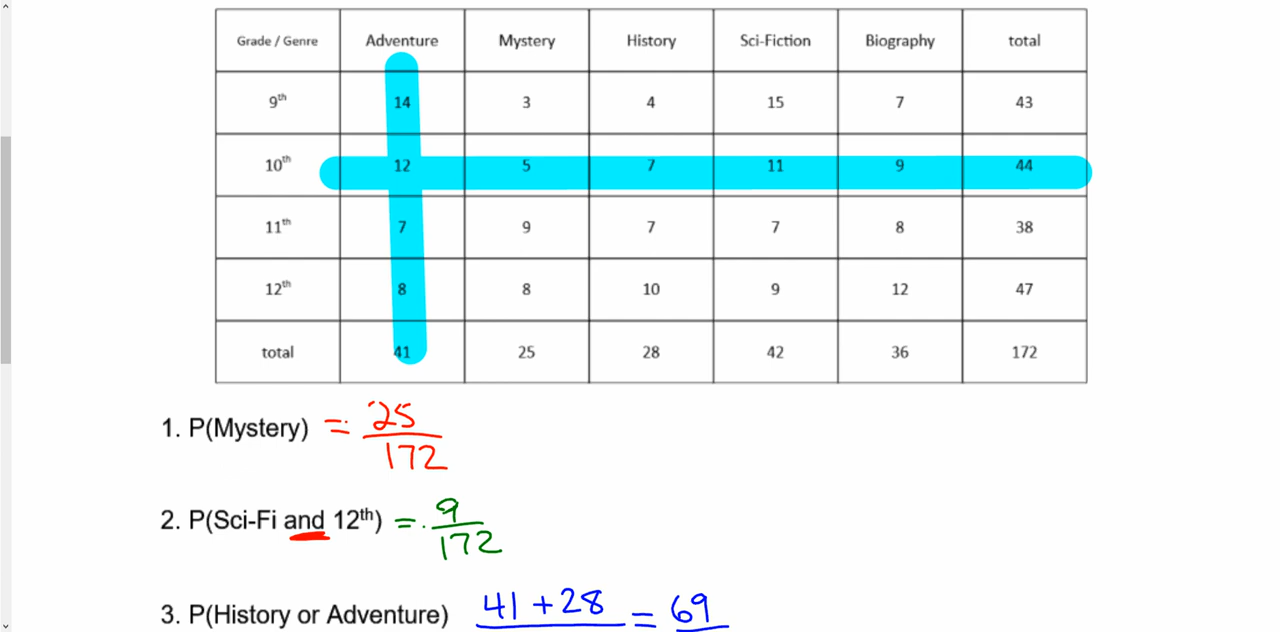 Grade / Genre Adventure Mystery History Sci-Fiction Biography total
9th 14 3 4 15 7 43
10th 12 5 7 11 9 44
11th 7 9 7 7 8 38
12th 8 8 10 9 12 47
total 41 25 28 42 36 172
1. P(Mystery) = 25/172
2. P(Sci-Fi and 12th) = 9/172
3. P(History or Adventure) 41 + 28 = 69